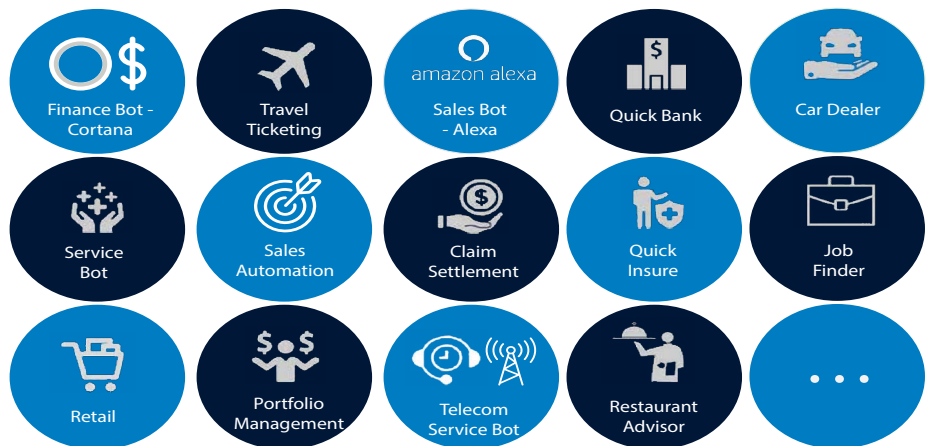 Finance Bot -
Cortana
Travel
Ticketing
amazon alexa
Sales Bot
- Alexa
Quick Bank
Car Dealer
Service
Bot
Sales
Automation
Claim
Settlement
Quick
Insure
Job
Finder
Retail
Portfolio
Management
Telecom
Service Bot
Restaurant
Advisor
...